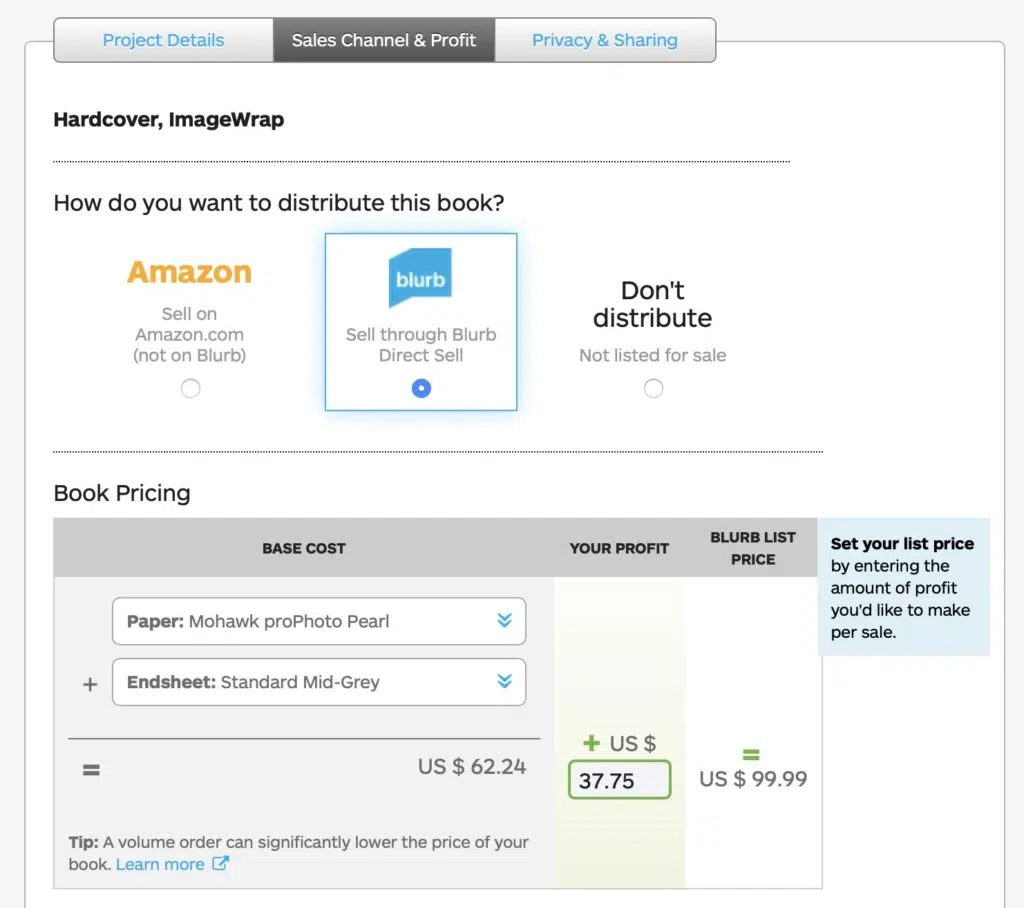 Project Details
Sales Channel & Profit
Privacy & Sharing
Hardcover, ImageWrap
How do you want to distribute this book?
Amazon
Sell on
Amazon.com
(not on Blurb)
blurb
Sell through Blurb
Direct Sell
Don't
distribute
Not listed for sale
Book Pricing
BASE COST
YOUR PROFIT
BLURB LIST
PRICE
Set your list price
by entering the
amount of profit
you'd like to make
per sale.
Paper: Mohawk proPhoto Pearl
+ Endsheet: Standard Mid-Grey
= US $ 62.24
+ US $
37.75
=
US $ 99.99
Tip: A volume order can significantly lower the price of your
book. Learn more